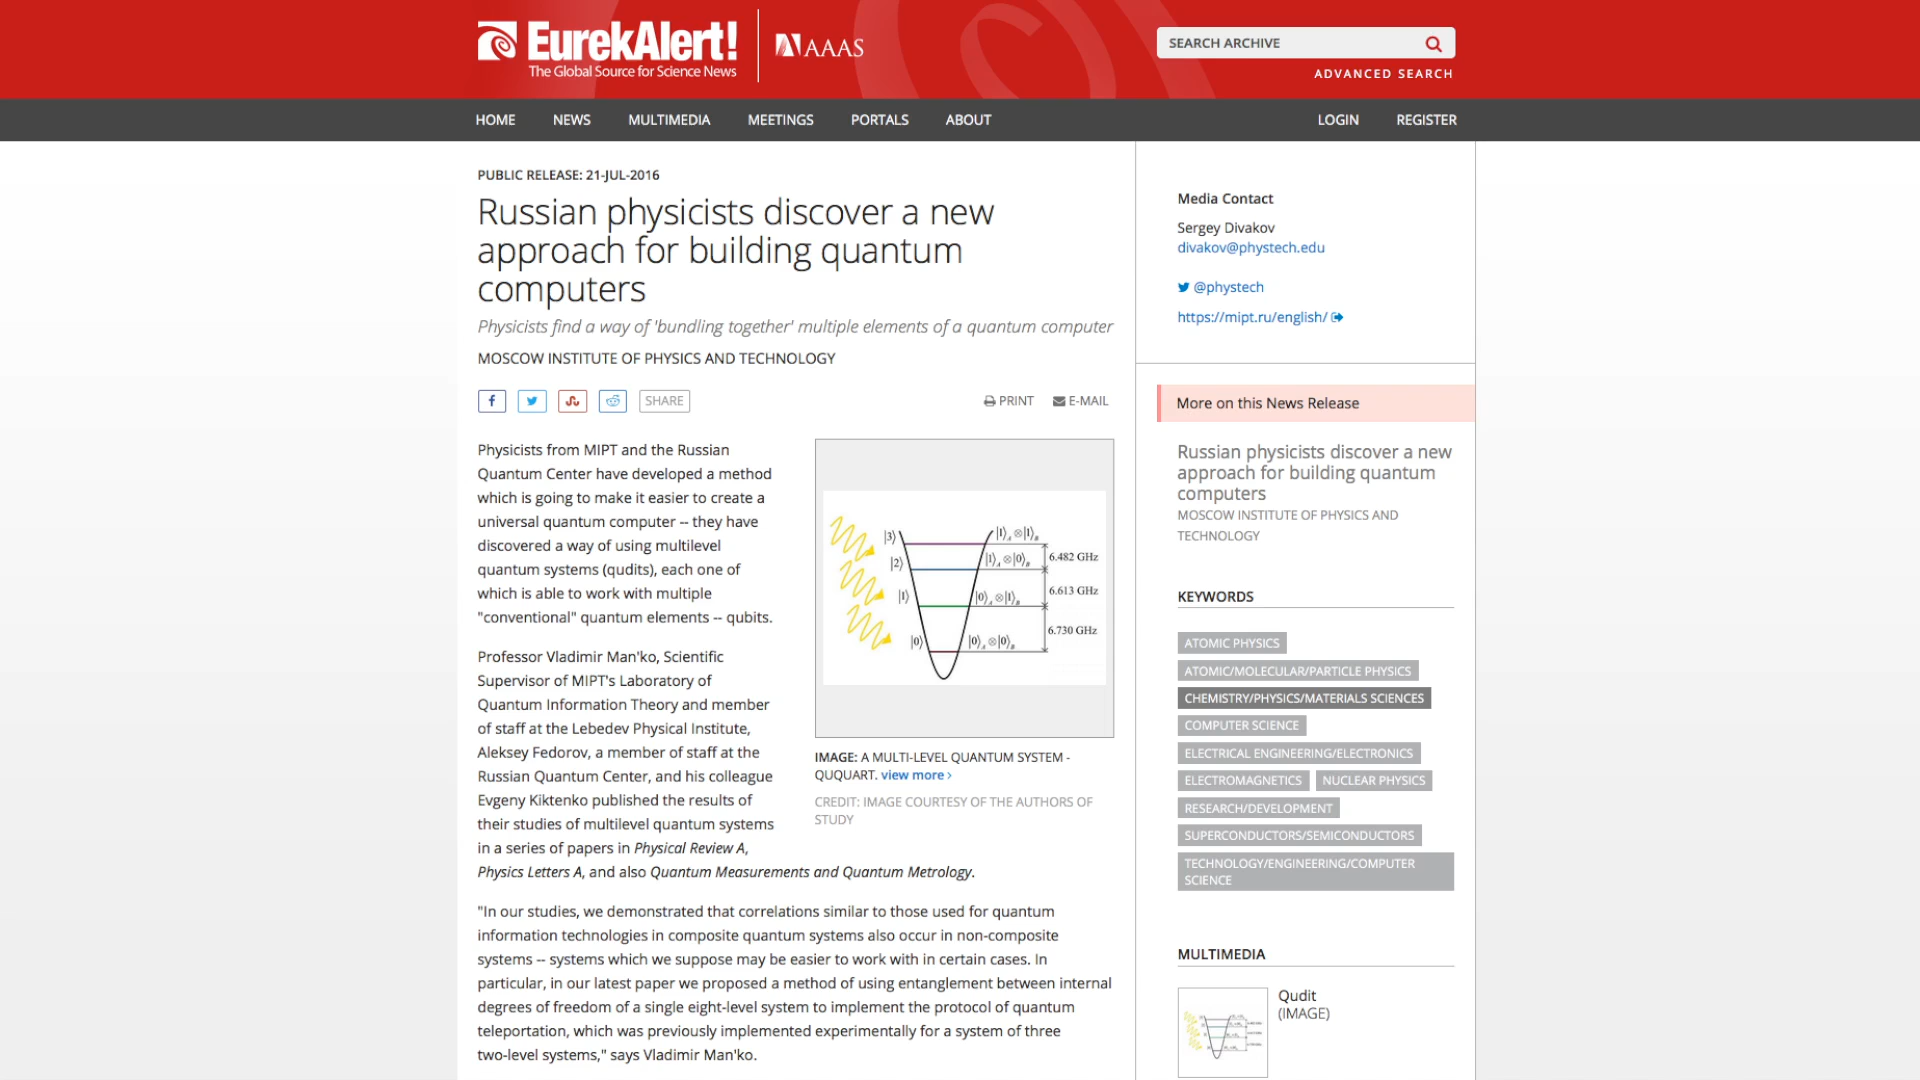 EurekAlert!
The Global Source for Science News
AAAS
SEARCH ARCHIVE
ADVANCED SEARCH
HOME NEWS MULTIMEDIA MEETINGS PORTALS ABOUT LOGIN REGISTER
PUBLIC RELEASE: 21-JUL-2016
Russian physicists discover a new
approach for building quantum
computers
Physicists find a way of 'bundling together' multiple elements of a quantum computer
MOSCOW INSTITUTE OF PHYSICS AND TECHNOLOGY
SHARE
PRINT E-MAIL
Physicists from MIPT and the Russian
Quantum Center have developed a method
which is going to make it easier to create a
universal quantum computer -- they have
discovered a way of using multilevel
quantum systems (qudits), each one of
which is able to work with multiple
"conventional" quantum elements -- qubits.
Professor Vladimir Man'ko, Scientific
Supervisor of MIPT's Laboratory of
Quantum Information Theory and member
of staff at the Lebedev Physical Institute,
Aleksey Fedorov, a member of staff at the
Russian Quantum Center, and his colleague
Evgeny Kiktenko published the results of
their studies of multilevel quantum systems
in a series of papers in Physical Review A,
Physics Letters A, and also Quantum Measurements and Quantum Metrology.
"In our studies, we demonstrated that correlations similar to those used for quantum
information technologies in composite quantum systems also occur in non-composite
systems -- systems which we suppose may be easier to work with in certain cases. In
particular, in our latest paper we proposed a method of using entanglement between internal
degrees of freedom of a single eight-level system to implement the protocol of quantum
teleportation, which was previously implemented experimentally for a system of three
two-level systems," says Vladimir Man'ko.
|3⟩ |1⟩A⊗|1⟩B
|2⟩ |1⟩A⊗|0⟩B 6.482 GHz
|1⟩ |0⟩A⊗|1⟩B 6.613 GHz
|0⟩ |0⟩A⊗|0⟩B 6.730 GHz
IMAGE: A MULTI-LEVEL QUANTUM SYSTEM -
QUQUART. view more ›
CREDIT: IMAGE COURTESY OF THE AUTHORS OF
STUDY
Media Contact
Sergey Divakov
divakov@phystech.edu
@phystech
https://mipt.ru/english/
More on this News Release
Russian physicists discover a new
approach for building quantum
computers
MOSCOW INSTITUTE OF PHYSICS AND
TECHNOLOGY
KEYWORDS
ATOMIC PHYSICS
ATOMIC/MOLECULAR/PARTICLE PHYSICS
CHEMISTRY/PHYSICS/MATERIALS SCIENCES
COMPUTER SCIENCE
ELECTRICAL ENGINEERING/ELECTRONICS
ELECTROMAGNETICS NUCLEAR PHYSICS
RESEARCH/DEVELOPMENT
SUPERCONDUCTORS/SEMICONDUCTORS
TECHNOLOGY/ENGINEERING/COMPUTER
SCIENCE
MULTIMEDIA
Qudit
(IMAGE)